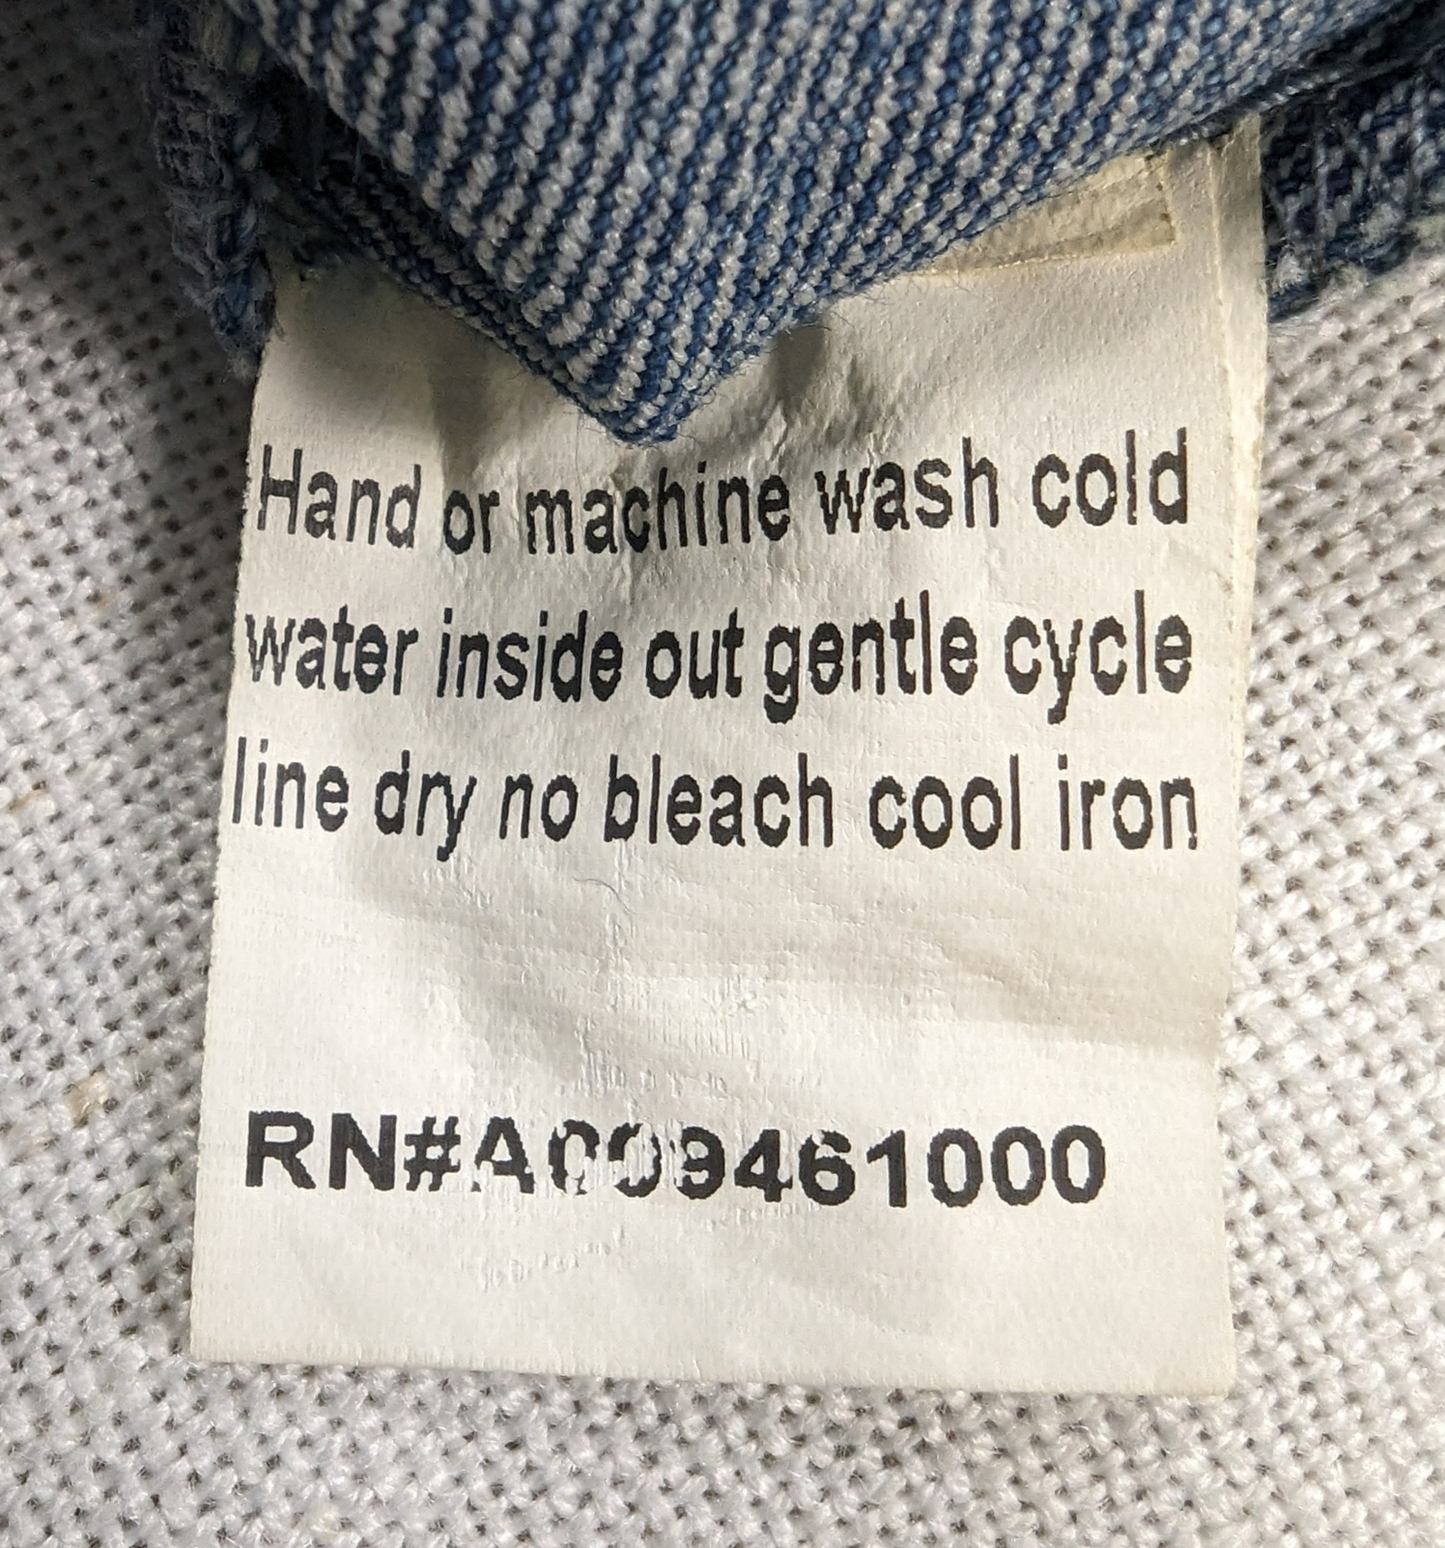 Hand or machine wash cold
water inside out gentle cycle
line dry no bleach cool iron
RN#A009461000